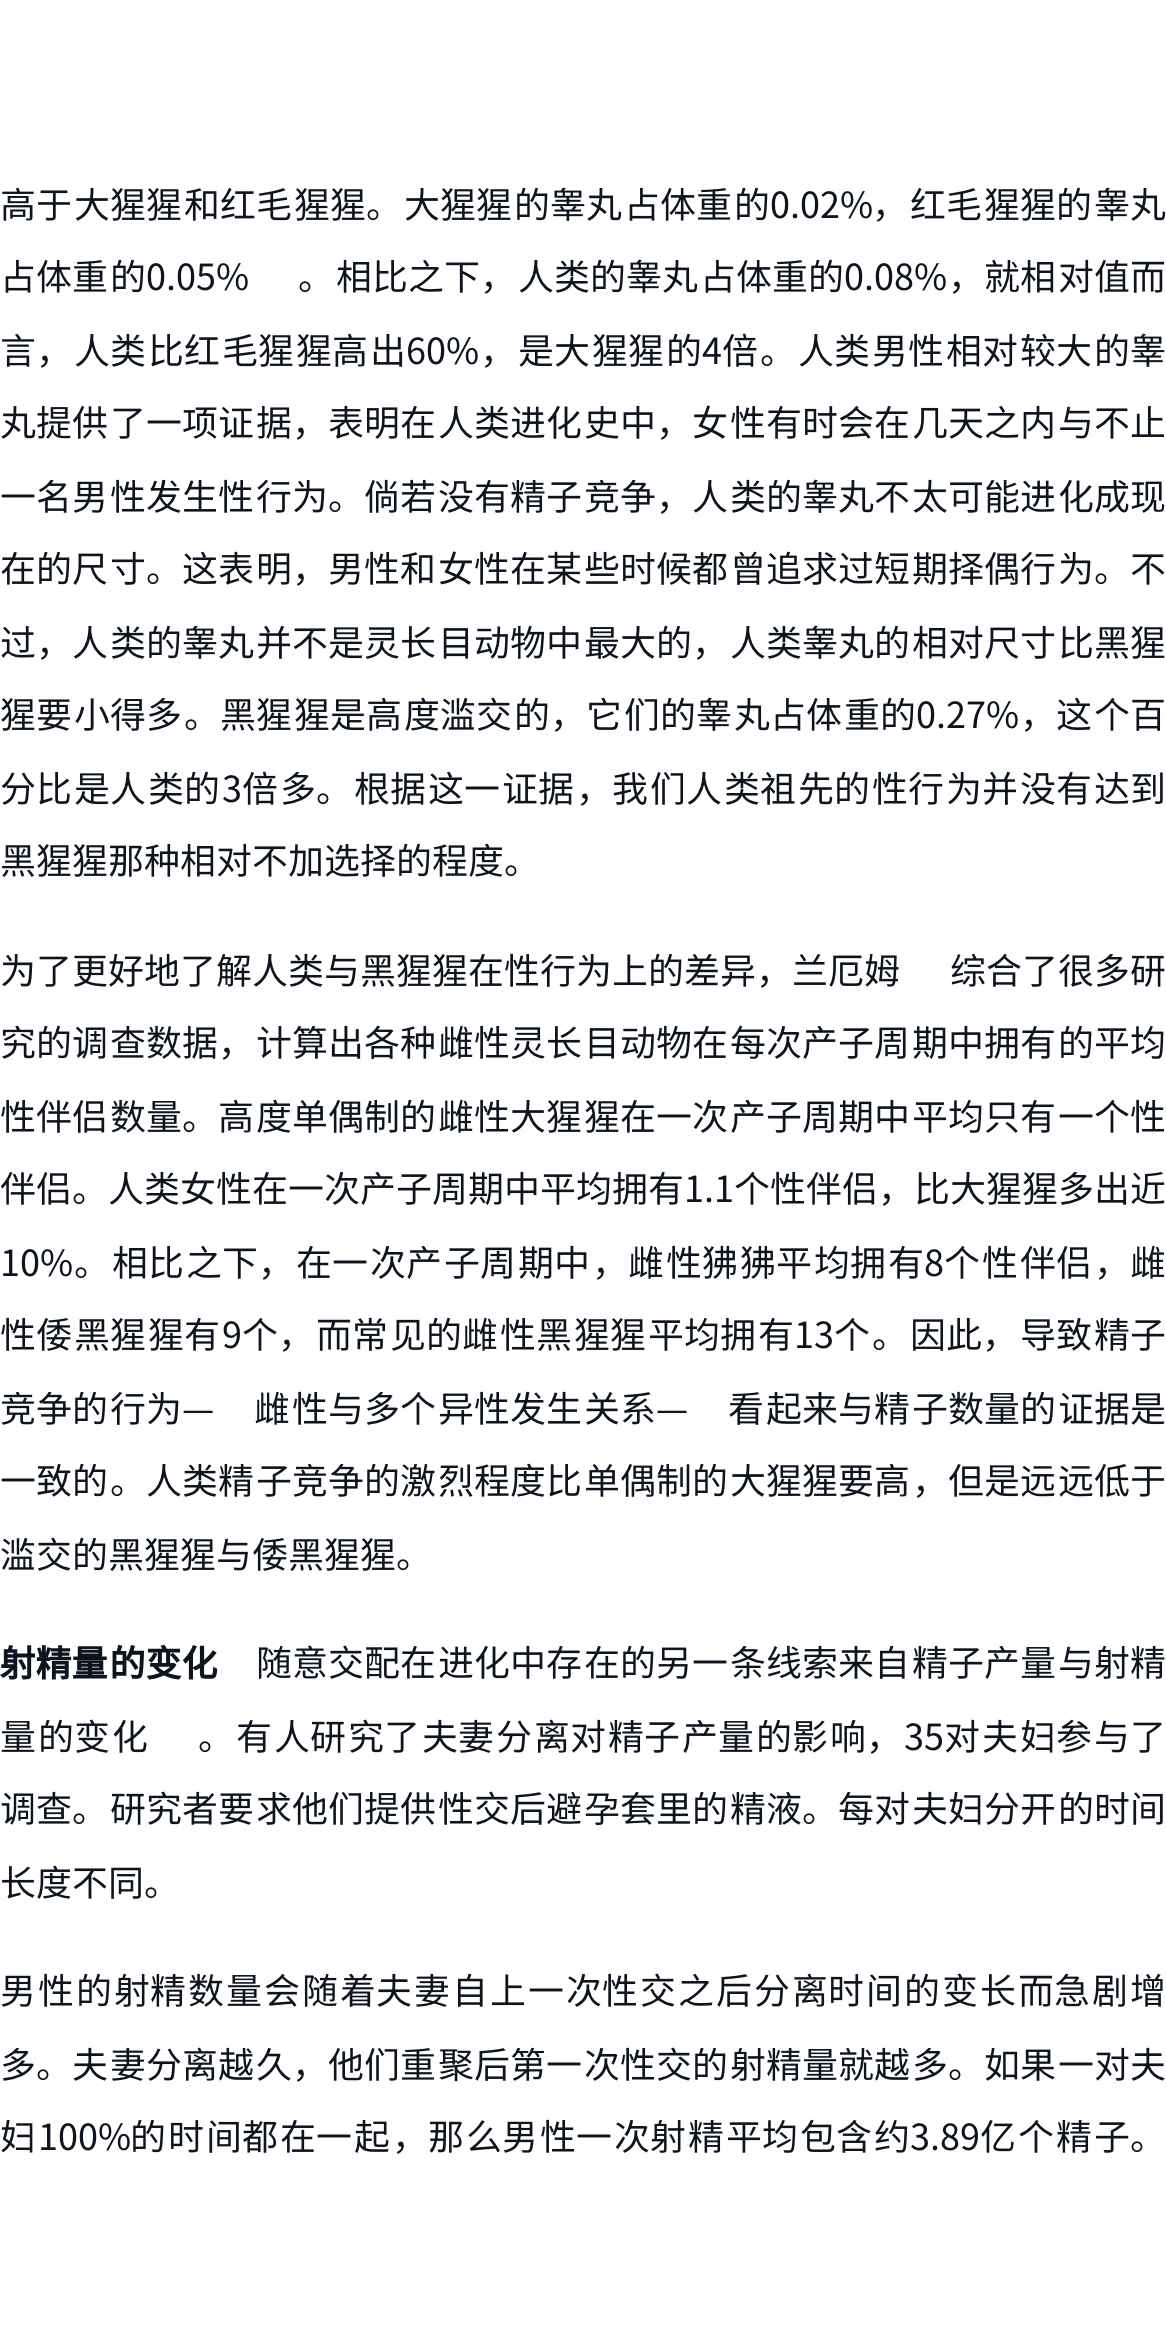 高于大猩猩和红毛猩猩。大猩猩的睾丸占体重的0.02%，红毛猩猩的睾丸
占体重的0.05% 。相比之下，人类的睾丸占体重的0.08%，就相对值而
言，人类比红毛猩猩高出60%，是大猩猩的4倍。人类男性相对较大的睾
丸提供了一项证据，表明在人类进化史中，女性有时会在几天之内与不止
一名男性发生性行为。倘若没有精子竞争，人类的睾丸不太可能进化成现
在的尺寸。这表明，男性和女性在某些时候都曾追求过短期择偶行为。不
过，人类的睾丸并不是灵长目动物中最大的，人类睾丸的相对尺寸比黑猩
猩要小得多。黑猩猩是高度滥交的，它们的睾丸占体重的0.27%，这个百
分比是人类的3倍多。根据这一证据，我们人类祖先的性行为并没有达到
黑猩猩那种相对不加选择的程度。
为了更好地了解人类与黑猩猩在性行为上的差异，兰厄姆 综合了很多研
究的调查数据，计算出各种雌性灵长目动物在每次产子周期中拥有的平均
性伴侣数量。高度单偶制的雌性大猩猩在一次产子周期中平均只有一个性
伴侣。人类女性在一次产子周期中平均拥有1.1个性伴侣，比大猩猩多出近
10%。相比之下，在一次产子周期中，雌性狒狒平均拥有8个性伴侣，雌
性倭黑猩猩有9个，而常见的雌性黑猩猩平均拥有13个。因此，导致精子
竞争的行为— 雌性与多个异性发生关系— 看起来与精子数量的证据是
一致的。人类精子竞争的激烈程度比单偶制的大猩猩要高，但是远远低于
滥交的黑猩猩与倭黑猩猩。
射精量的变化 随意交配在进化中存在的另一条线索来自精子产量与射精
量的变化 。有人研究了夫妻分离对精子产量的影响，35对夫妇参与了
调查。研究者要求他们提供性交后避孕套里的精液。每对夫妇分开的时间
长度不同。
男性的射精数量会随着夫妻自上一次性交之后分离时间的变长而急剧增
多。夫妻分离越久，他们重聚后第一次性交的射精量就越多。如果一对夫
妇100%的时间都在一起，那么男性一次射精平均包含约3.89亿个精子。